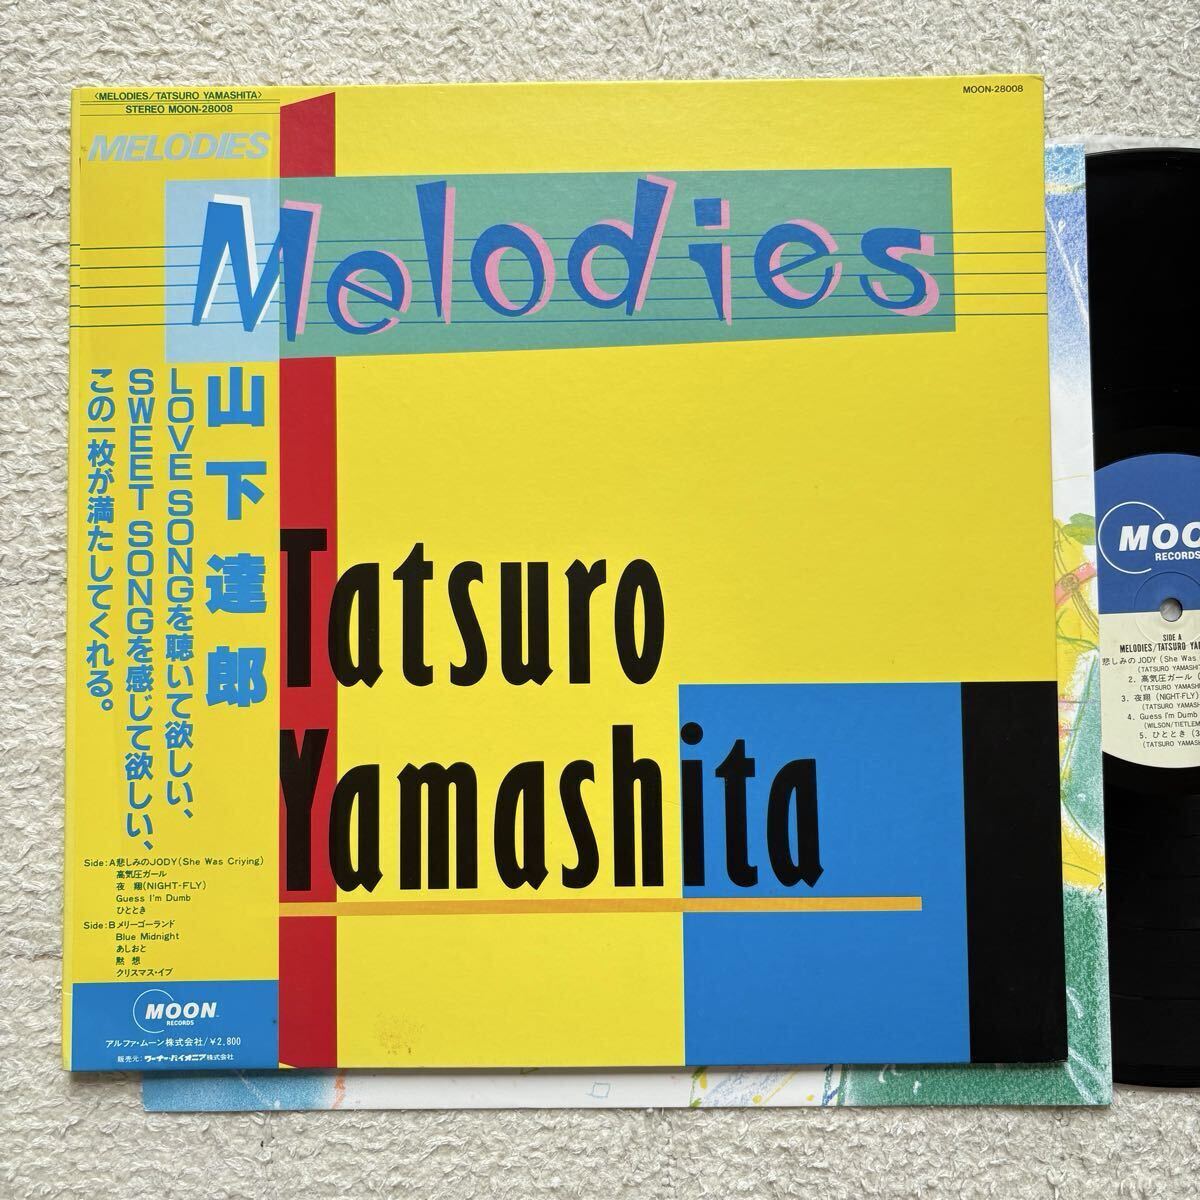 〈MELODIES/TATSURO YAMASHITA〉
STEREO MOON-28008
MELODIES
MOON-28008
Melodies
山下達郎
LOVE SONGを聴いて欲しい、
SWEET SONGを感じて欲しい、
この一枚が満たしてくれる。
Tatsuro
Yamashita
Side:A悲しみのJODY(She Was Criying)
高気圧ガール
夜 翔(NIGHT-FLY)
Guess I'm Dumb
ひととき
Side:Bメリーゴーランド
Blue Midnight
あしおと
黙 想
クリスマス・イブ
MOON
RECORDS
アルファ・ムーン株式会社/¥2,800
販売元:ワーナー・パイオニア株式会社
MOO
RECORDS
SIDE A
MELODIES/TATSURO YA
悲しみのJODY (She Was
(TATSURO YAMASHIT
2. 高気圧ガール (
(TATSURO YAMASH
3. 夜翔 (NIGHT-FLY)
(TATSURO YAMASH
4. Guess I'm Dumb
(WILSON/TIETLEM
5. ひととき (3
(TATSURO YAMASH